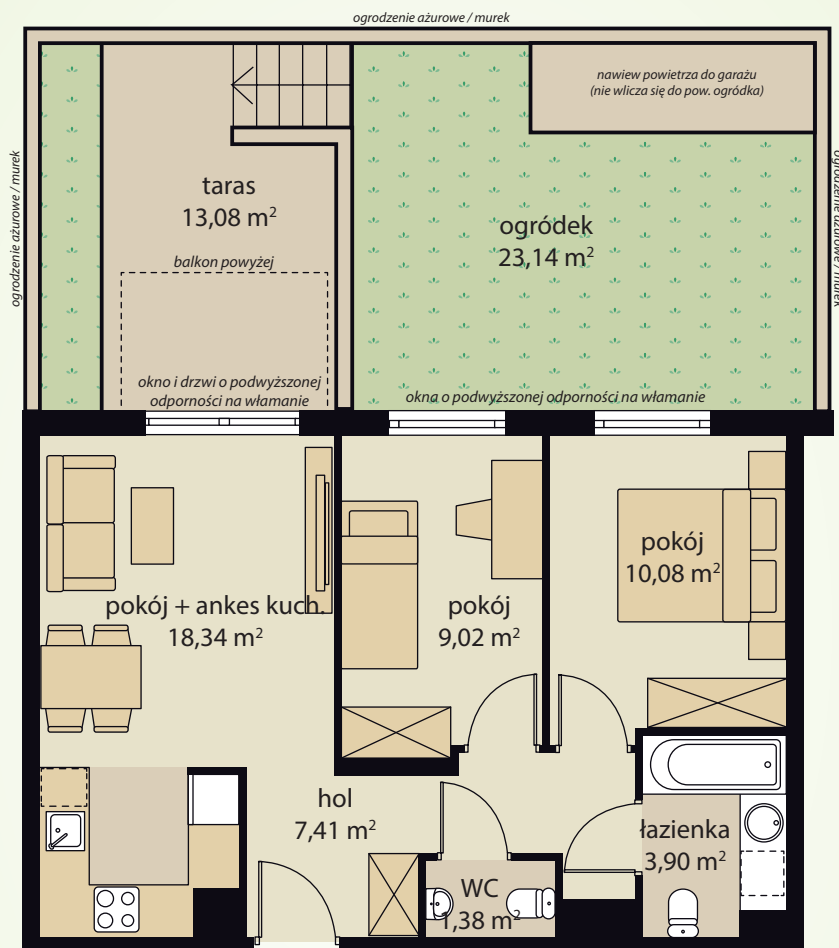 ogrodzenie ażurowe / murek
nawiew powietrza do garażu
(nie wlicza się do pow. ogródka)
ogrodzenie ażurowe / murek
ogrodzenie ażurowe / murek
taras
13,08 m²
ogródek
23,14 m²
balkon powyżej
okno i drzwi o podwyższonej
odporności na włamanie
okna o podwyższonej odporności na włamanie
pokój
10,08 m²
pokój + ankes kuch.
18,34 m²
pokój
9,02 m²
hol
7,41 m²
łazienka
3,90 m²
WC
1,38 m²